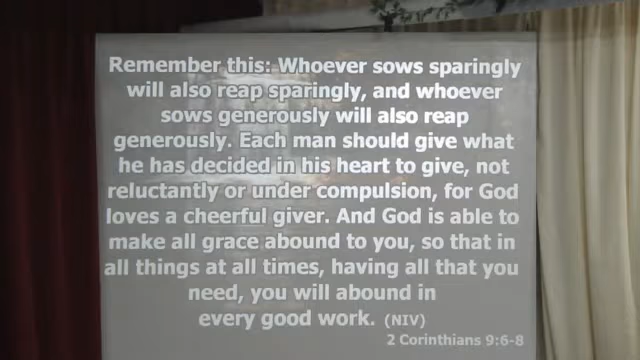 Remember this: Whoever sows sparingly
will also reap sparingly, and whoever
sows generously will also reap
generously. Each man should give what
he has decided in his heart to give, not
reluctantly or under compulsion, for God
loves a cheerful giver. And God is able to
make all grace abound to you, so that in
all things at all times, having all that you
need, you will abound in
every good work. (NIV)
2 Corinthians 9:6-8